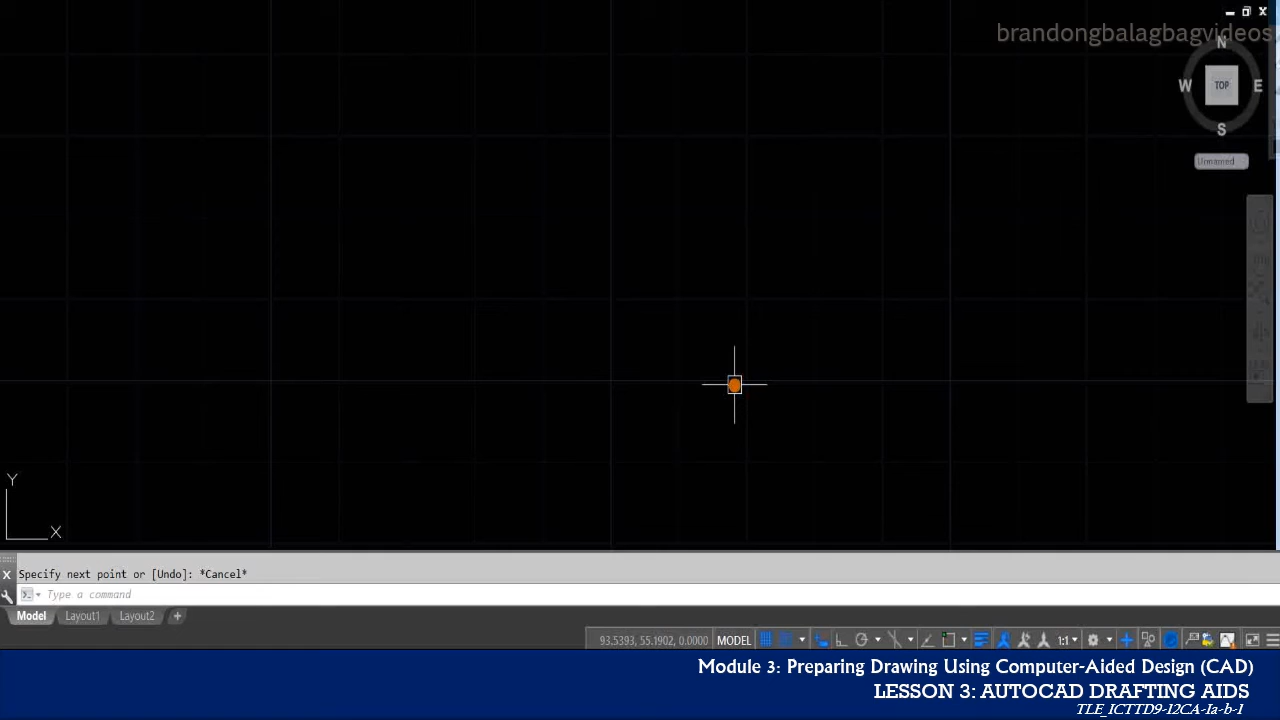 brandongbalagbagvideos
N
W
TOP
E
S
Unnamed
Y
X
Specify next point or [Undo]: *Cancel*
Type a command
Model
Layout1
Layout2
+
93.5393, 55.1902, 0.0000
MODEL
1:1
Module 3: Preparing Drawing Using Computer-Aided Design (CAD)
LESSON 3: AUTOCAD DRAFTING AIDS
TLE_ICTTD9-12CA-Ia-b-1